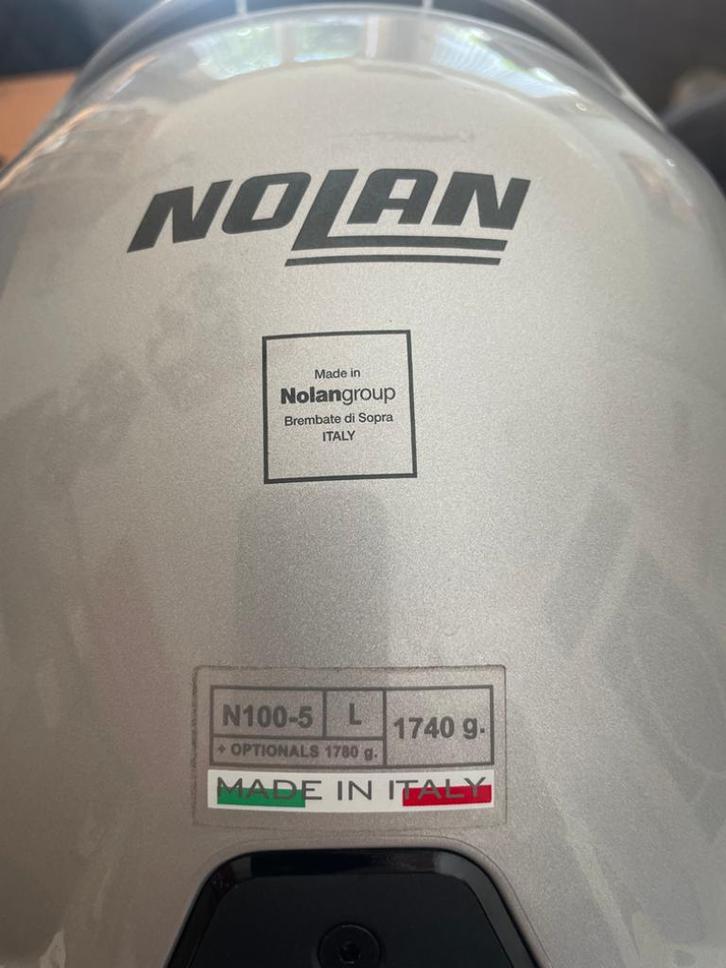 NOLAN
Made in
Nolangroup
Brembate di Sopra
ITALY
N100-5 L 1740 g.
+ OPTIONALS 1780 g.
MADE IN ITALY